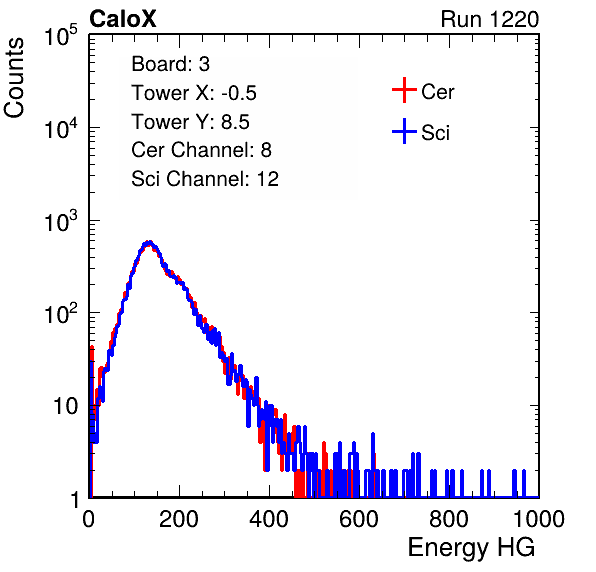 CaloX Run 1220
Counts
Board: 3
Tower X: -0.5
Tower Y: 8.5
Cer Channel: 8
Sci Channel: 12
Cer
Sci
10^5
10^4
10^3
10^2
10
1
0 200 400 600 800 1000
Energy HG